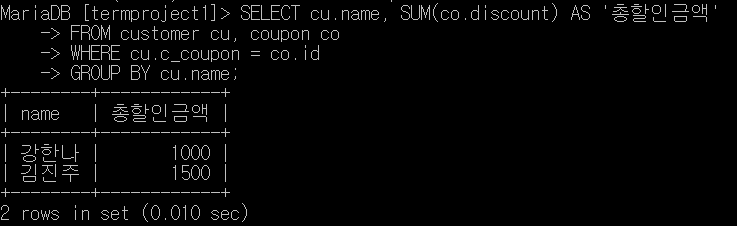 MariaDB [termproject1]> SELECT cu.name, SUM(co.discount) AS '총할인금액'
    -> FROM customer cu, coupon co
    -> WHERE cu.c_coupon = co.id
    -> GROUP BY cu.name;
+--------+------------+
| name   | 총할인금액 |
+--------+------------+
| 강한나 |       1000 |
| 김진주 |       1500 |
+--------+------------+
2 rows in set (0.010 sec)